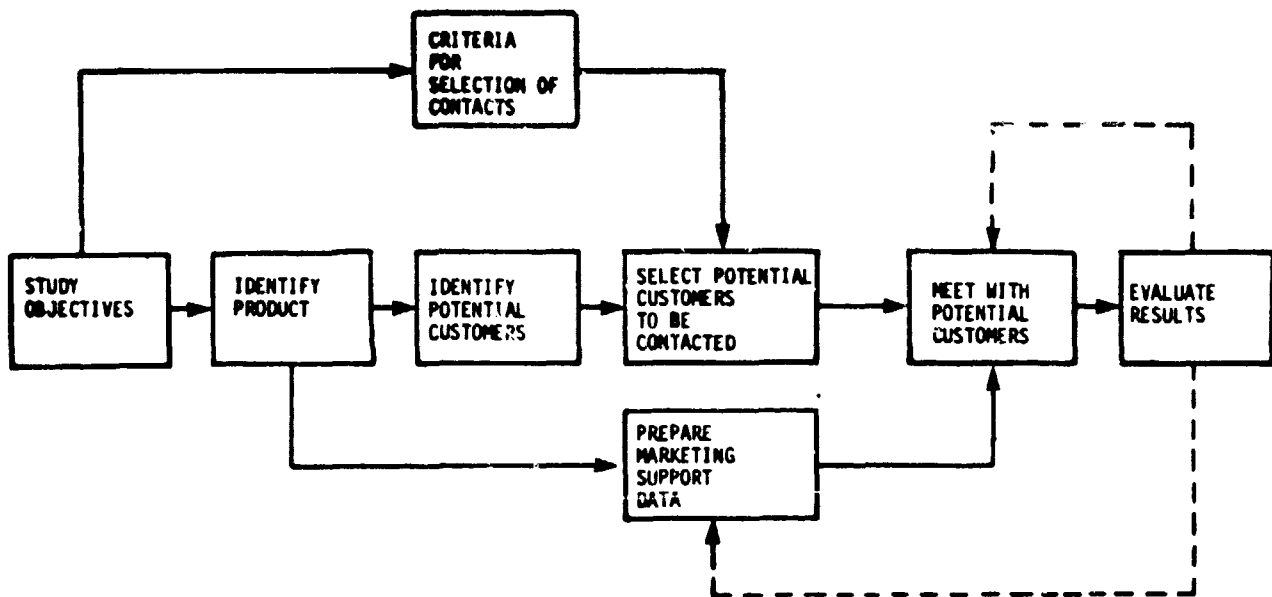 CRITERIA
FOR
SELECTION OF
CONTACTS
STUDY
OBJECTIVES
IDENTIFY
PRODUCT
IDENTIFY
POTENTIAL
CUSTOMERS
SELECT POTENTIAL
CUSTOMERS
TO BE
CONTACTED
MEET WITH
POTENTIAL
CUSTOMERS
EVALUATE
RESULTS
PREPARE
MARKETING
SUPPORT
DATA